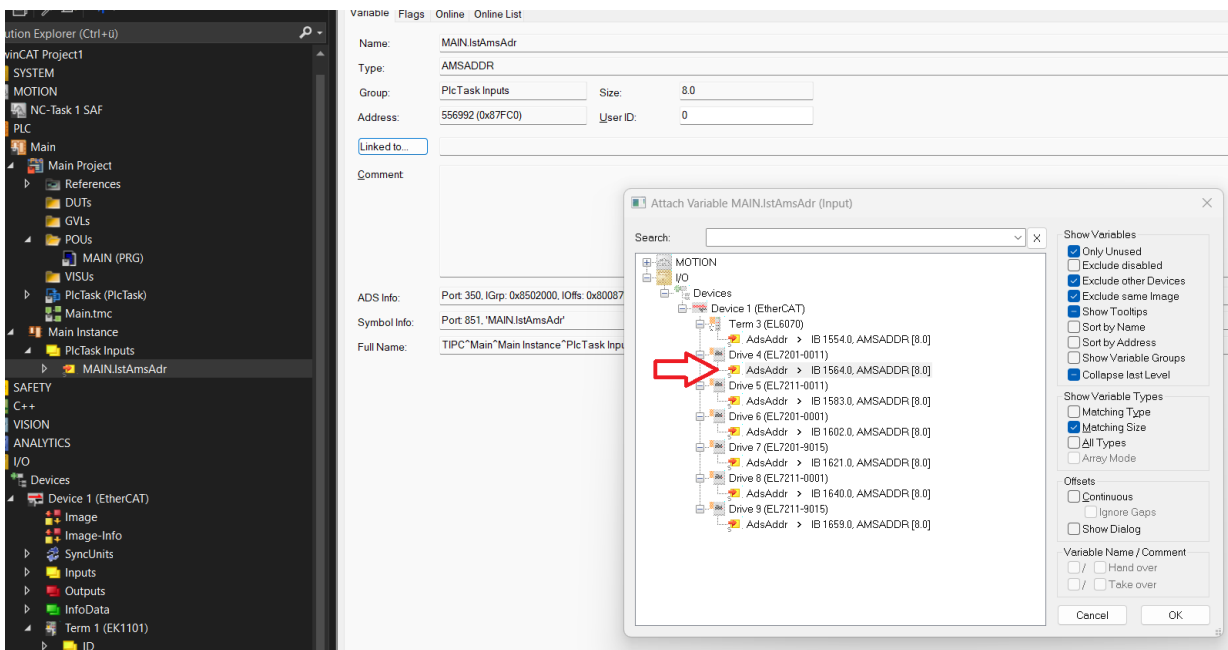 Variable Flags Online Online List
ution Explorer (Ctrl+ü)
winCAT Project1
SYSTEM
MOTION
NC-Task 1 SAF
PLC
Main
Main Project
References
DUTs
GVLs
POUs
MAIN (PRG)
VISUs
PlcTask (PlcTask)
Main.tmc
Main Instance
PlcTask Inputs
MAIN.IstAmsAdr
SAFETY
C++
VISION
ANALYTICS
I/O
Devices
Device 1 (EtherCAT)
Image
Image-Info
SyncUnits
Inputs
Outputs
InfoData
Term 1 (EK1101)
ID
Name: MAIN.IstAmsAdr
Type: AMSADDR
Group: PlcTask Inputs Size: 8.0
Address: 556992 (0x87FC0) User ID: 0
Linked to...
Comment
ADS Info: Port: 350, IGrp: 0x8502000, IOffs: 0x80087
Symbol Info: Port: 851, 'MAIN.IstAmsAdr'
Full Name: TIPC^Main^Main Instance^PlcTask Inpu
Attach Variable MAIN.IstAmsAdr (Input)
Search: X
MOTION
I/O
Devices
Device 1 (EtherCAT)
Term 3 (EL6070)
AdsAddr > IB 1554.0, AMSADDR [8.0]
Drive 4 (EL7201-0011)
AdsAddr > IB 1564.0, AMSADDR [8.0]
Drive 5 (EL7211-0011)
AdsAddr > IB 1583.0, AMSADDR [8.0]
Drive 6 (EL7201-0001)
AdsAddr > IB 1602.0, AMSADDR [8.0]
Drive 7 (EL7201-9015)
AdsAddr > IB 1621.0, AMSADDR [8.0]
Drive 8 (EL7211-0001)
AdsAddr > IB 1640.0, AMSADDR [8.0]
Drive 9 (EL7211-9015)
AdsAddr > IB 1659.0, AMSADDR [8.0]
Show Variables
Only Unused
Exclude disabled
Exclude other Devices
Exclude same Image
Show Tooltips
Sort by Name
Sort by Address
Show Variable Groups
Collapse last Level
Show Variable Types
Matching Type
Matching Size
All Types
Array Mode
Offsets
Continuous
Ignore Gaps
Show Dialog
Variable Name / Comment
/ Hand over
/ Take over
Cancel OK